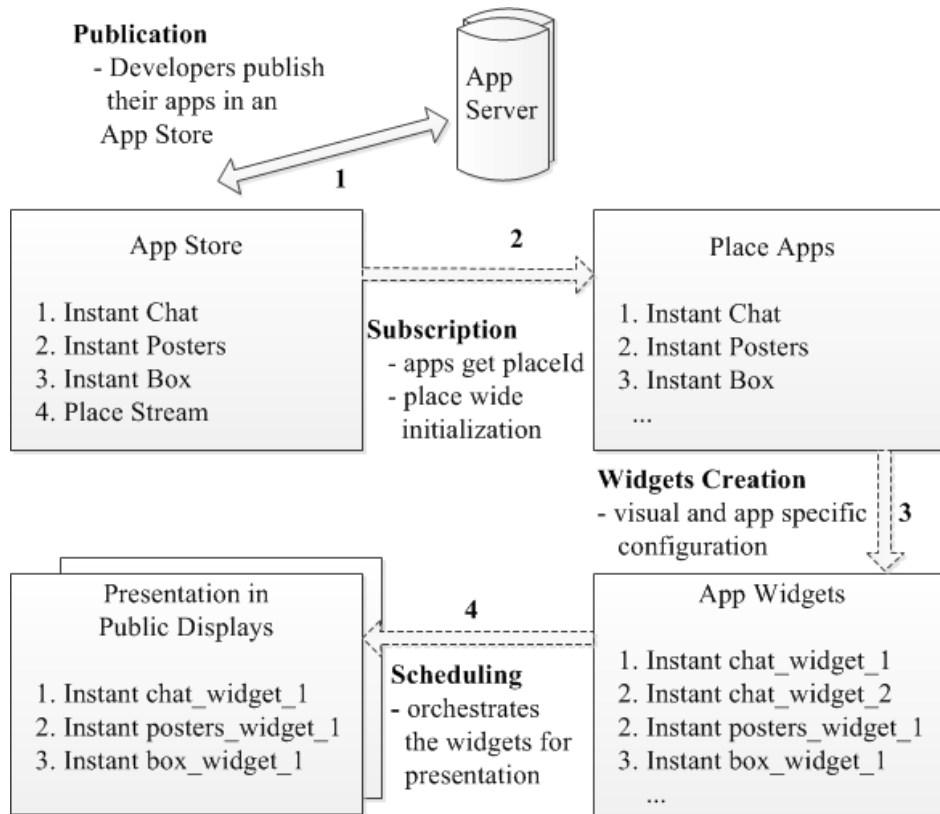 Publication
- Developers publish
their apps in an
App Store
App
Server
1
App Store
1. Instant Chat
2. Instant Posters
3. Instant Box
4. Place Stream
2
Subscription
- apps get placeId
- place wide
initialization
Place Apps
1. Instant Chat
2. Instant Posters
3. Instant Box
...
Widgets Creation
- visual and app specific
configuration
3
App Widgets
1. Instant chat_widget_1
2. Instant chat_widget_2
2. Instant posters_widget_1
3. Instant box_widget_1
...
4
Scheduling
- orchestrates
the widgets for
presentation
Presentation in
Public Displays
1. Instant chat_widget_1
2. Instant posters_widget_1
3. Instant box_widget_1